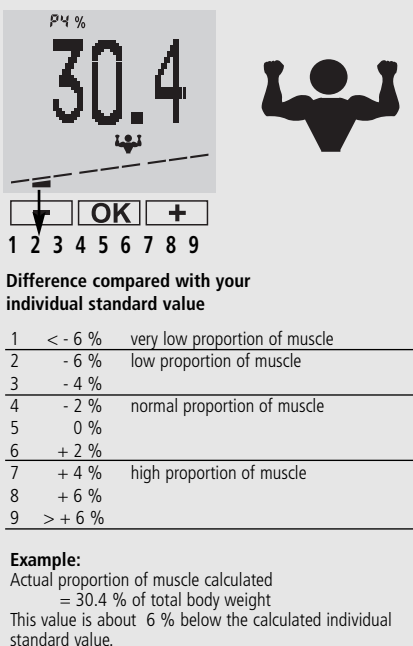 P4 %
30.4
- OK +
1 2 3 4 5 6 7 8 9
Difference compared with your
individual standard value
1 < - 6 % very low proportion of muscle
2 - 6 % low proportion of muscle
3 - 4 %
4 - 2 % normal proportion of muscle
5 0 %
6 + 2 %
7 + 4 % high proportion of muscle
8 + 6 %
9 > + 6 %
Example:
Actual proportion of muscle calculated
= 30.4 % of total body weight
This value is about 6 % below the calculated individual
standard value.